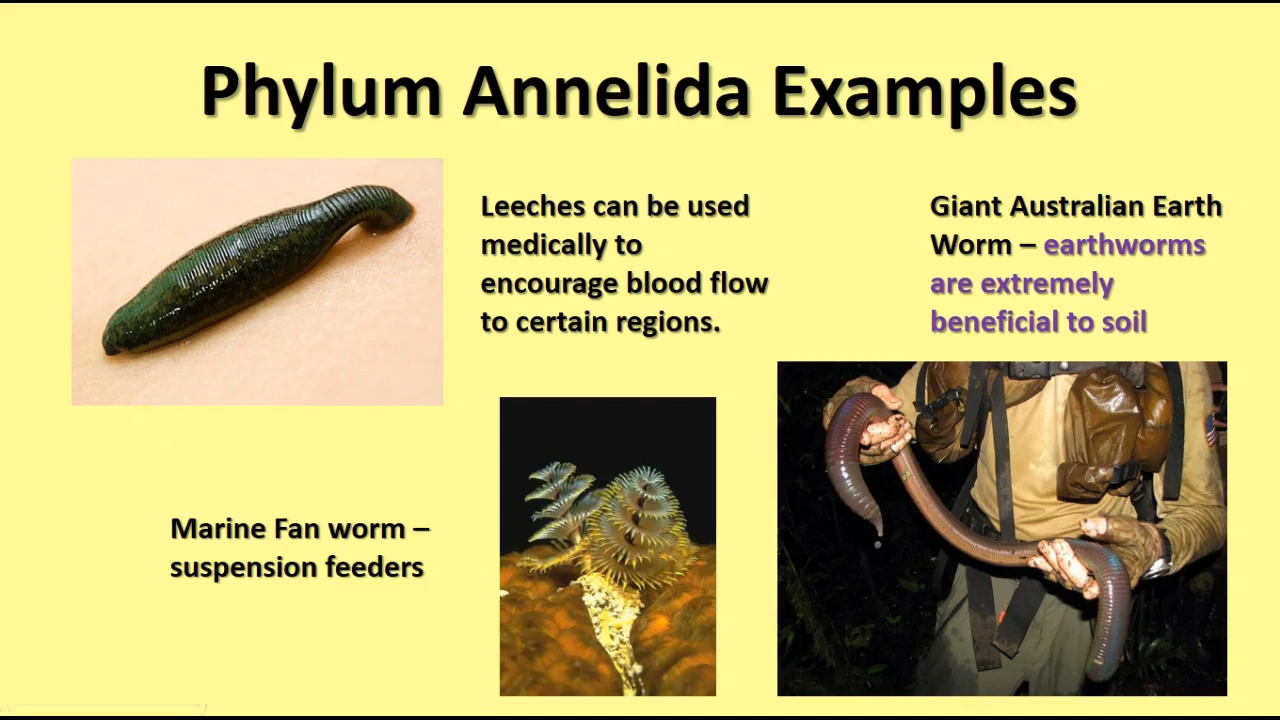 Phylum Annelida Examples
Leeches can be used
medically to
encourage blood flow
to certain regions.
Giant Australian Earth
Worm – earthworms
are extremely
beneficial to soil
Marine Fan worm –
suspension feeders